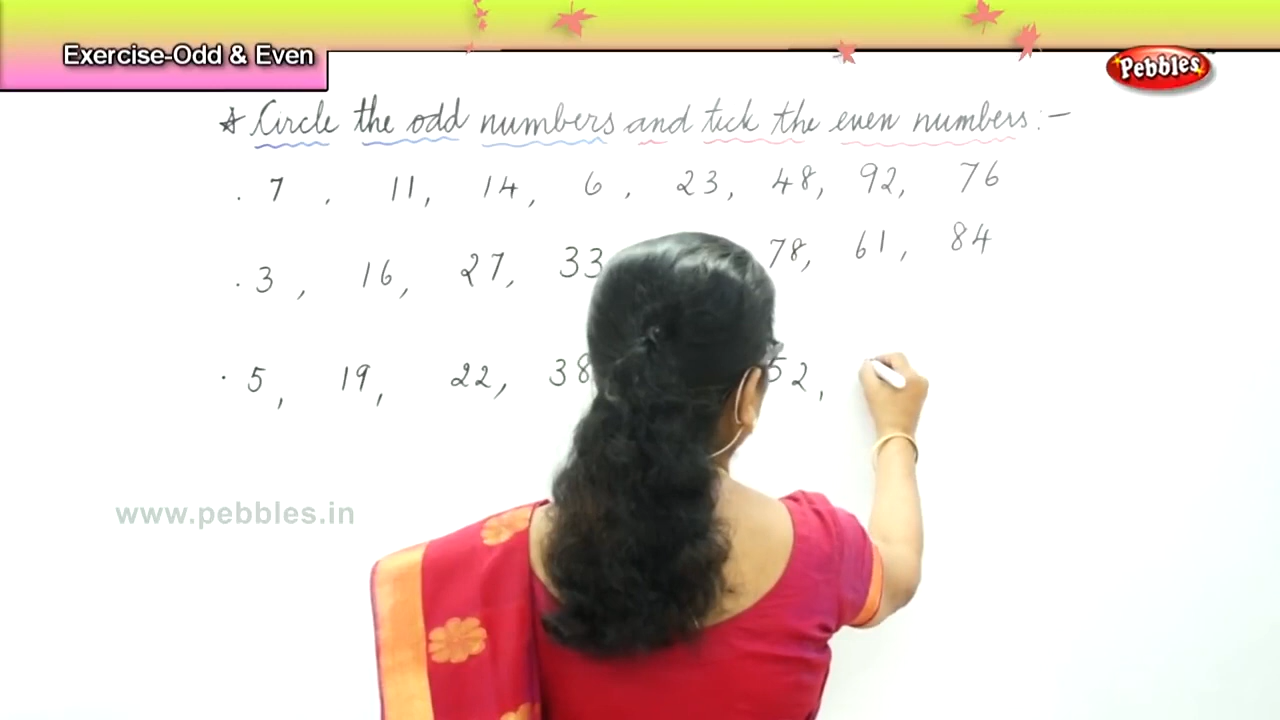 Exercise-Odd & Even
Pebbles
* Circle the odd numbers and tick the even numbers:-
. 7 , 11, 14, 6 , 23, 48, 92, 76
. 3 , 16, 27, 33 78, 61, 84
. 5 , 19, 22, 38 52,
www.pebbles.in